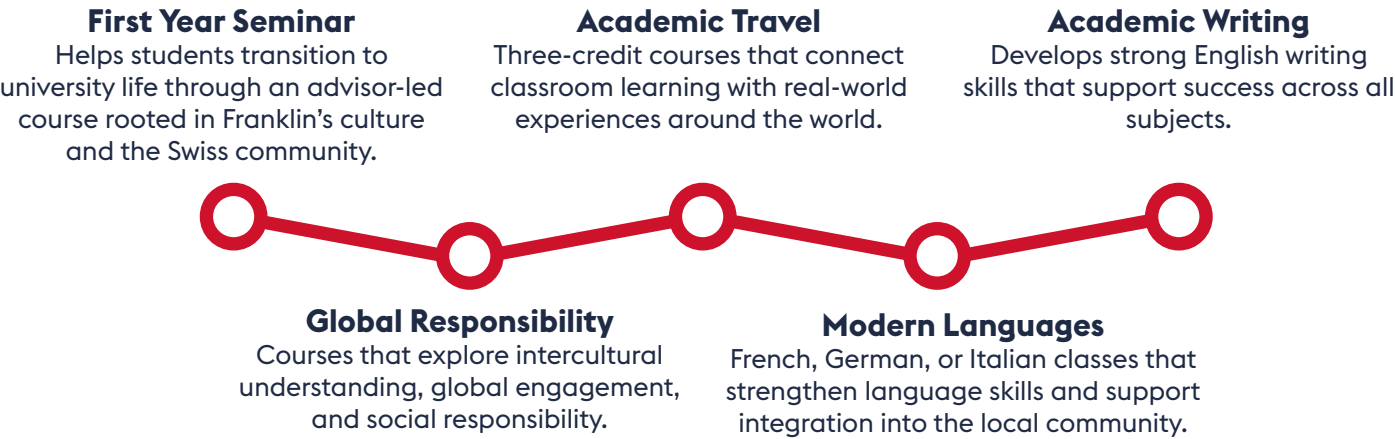 First Year Seminar
Helps students transition to
university life through an advisor-led
course rooted in Franklin’s culture
and the Swiss community.
Global Responsibility
Courses that explore intercultural
understanding, global engagement,
and social responsibility.
Academic Travel
Three-credit courses that connect
classroom learning with real-world
experiences around the world.
Modern Languages
French, German, or Italian classes that
strengthen language skills and support
integration into the local community.
Academic Writing
Develops strong English writing
skills that support success across all
subjects.